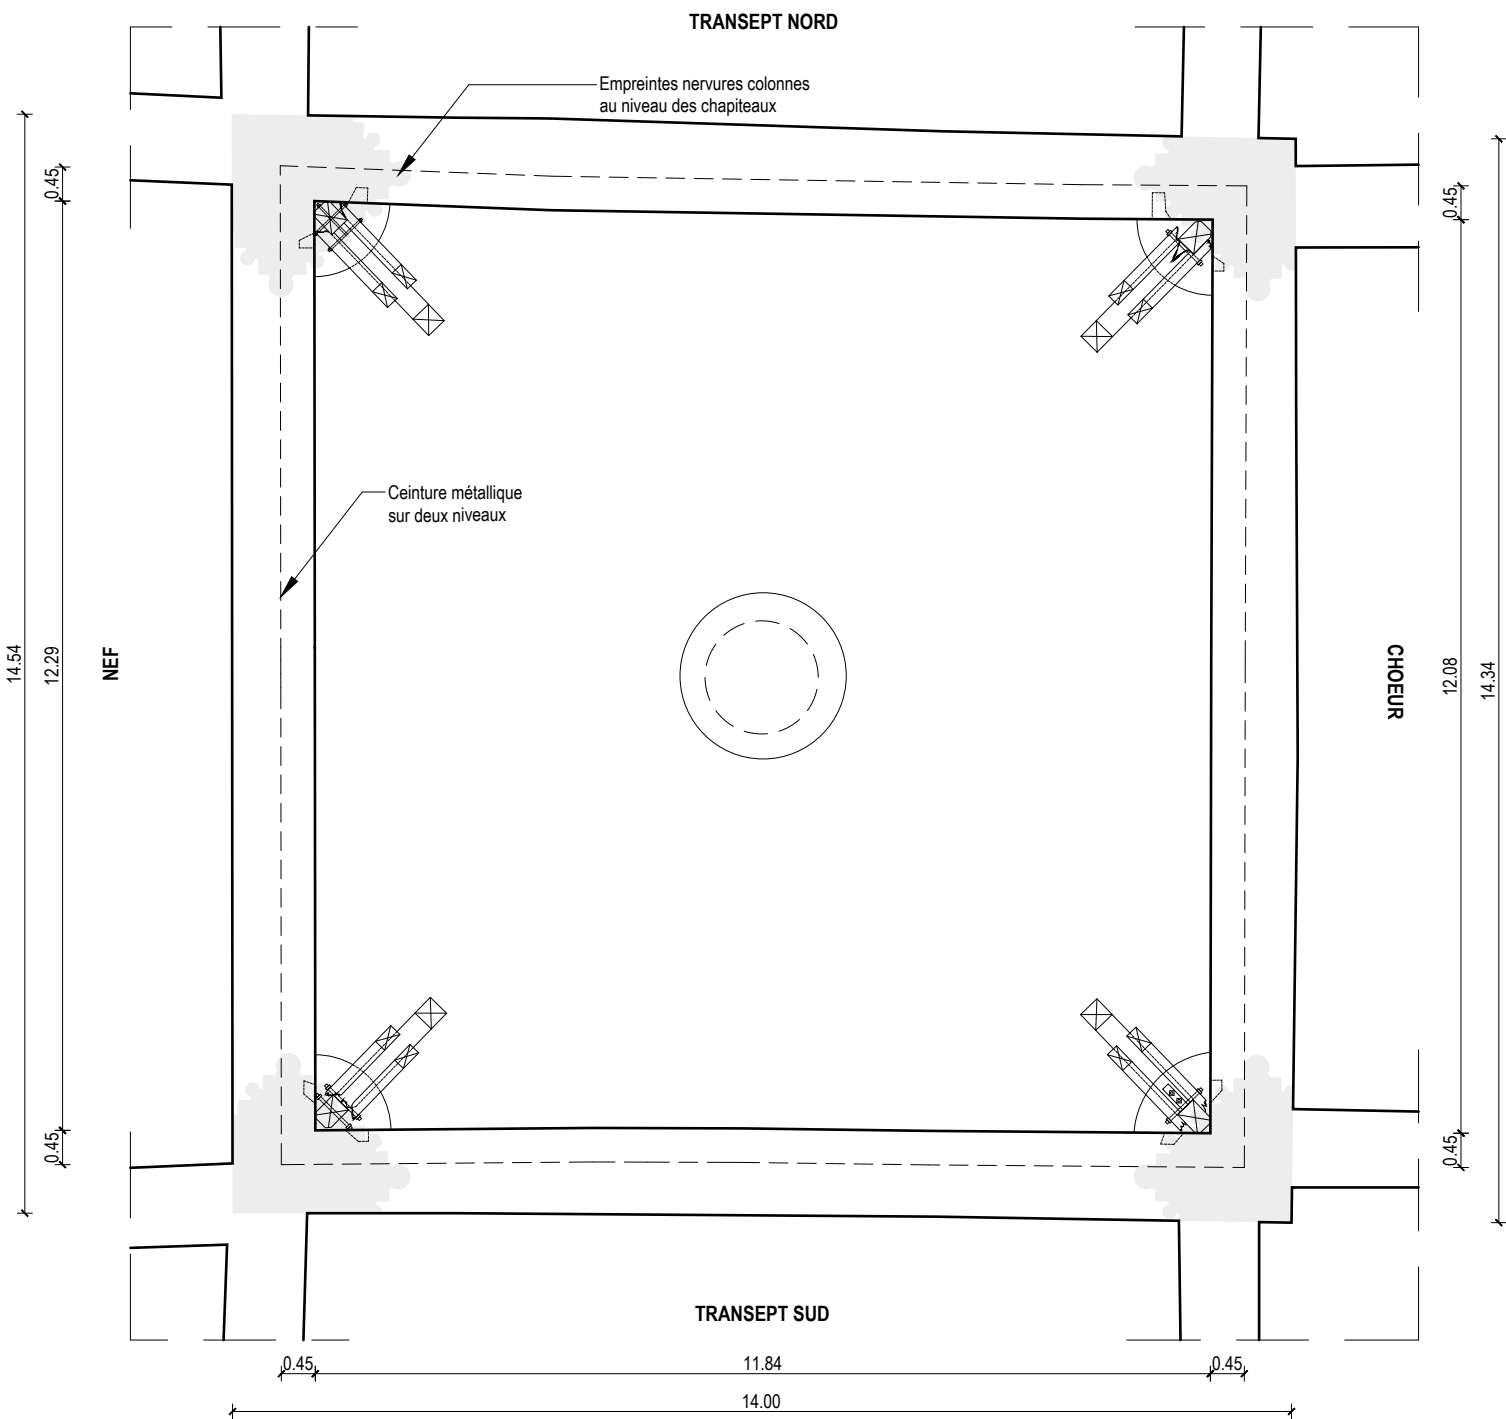 TRANSEPT NORD
Empreintes nervures colonnes
au niveau des chapiteaux
0.45
0.45
Ceinture métallique
sur deux niveaux
14.54
12.29
NEF
CHOEUR
12.08
14.34
0.45
0.45
TRANSEPT SUD
0.45
11.84
0.45
14.00